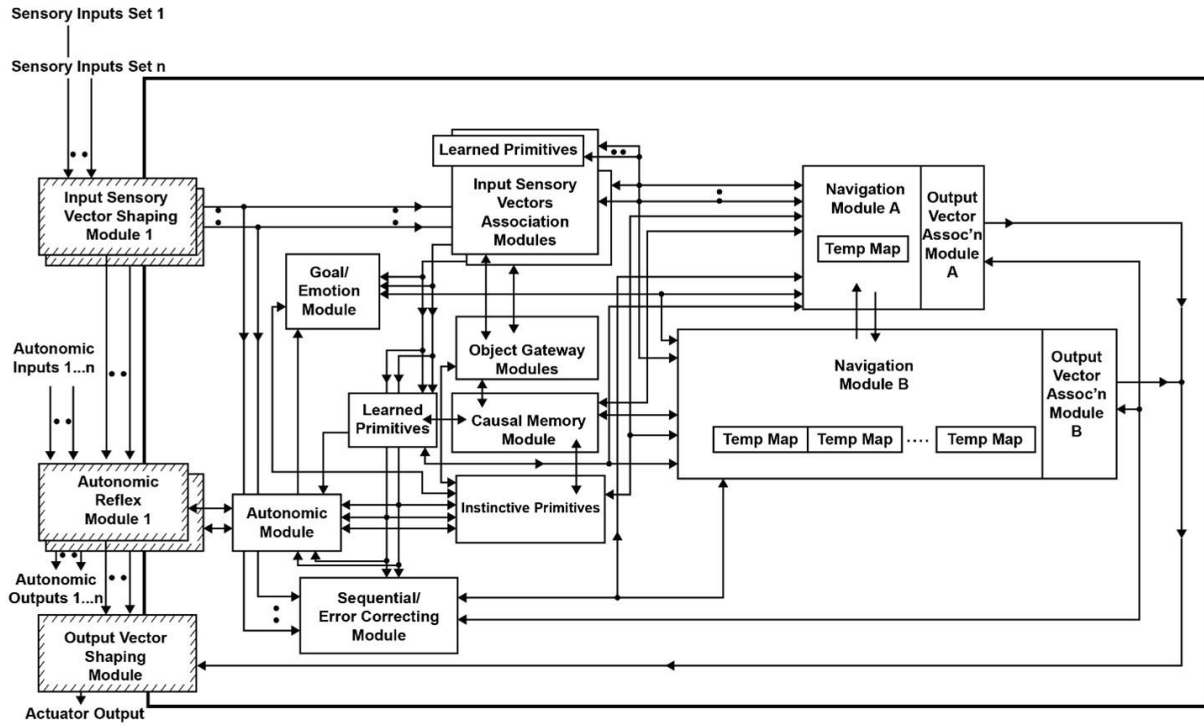 Sensory Inputs Set 1
Sensory Inputs Set n
Input Sensory
Vector Shaping
Module 1
Learned Primitives
Input Sensory
Vectors
Association
Modules
Navigation
Module A
Temp Map
Output
Vector
Assoc'n
Module
A
Goal/
Emotion
Module
Object Gateway
Modules
Navigation
Module B
Temp Map
Temp Map
....
Temp Map
Output
Vector
Assoc'n
Module
B
Autonomic
Inputs 1...n
Learned
Primitives
Causal Memory
Module
Autonomic
Reflex
Module 1
Autonomic
Module
Instinctive Primitives
Autonomic
Outputs 1...n
Sequential/
Error Correcting
Module
Output Vector
Shaping
Module
Actuator Output